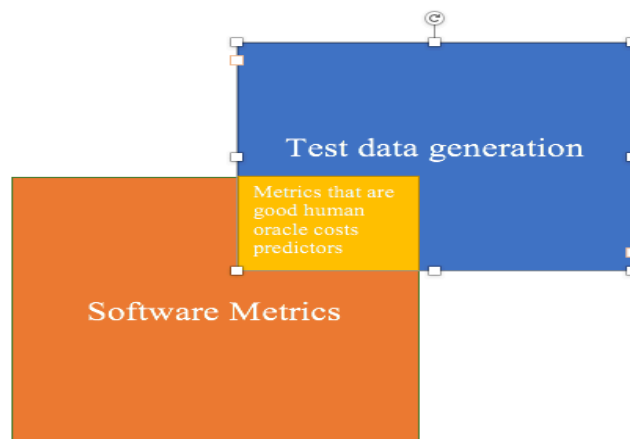 Test data generation
Metrics that are
good human
oracle costs
predictors
Software Metrics